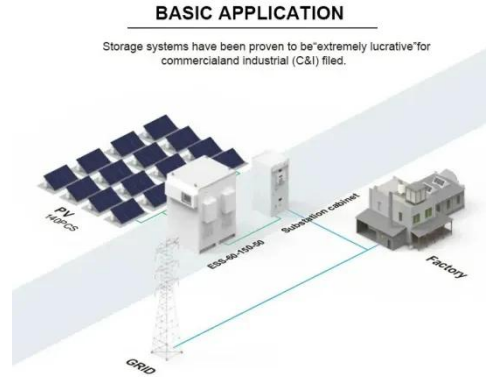 BASIC APPLICATION
Storage systems have been proven to be“extremely lucrative”for
commercialand industrial (C&I) filed.
PV
140PCS
ESS-60-150-50
Substation cabinet
Factory
GRID